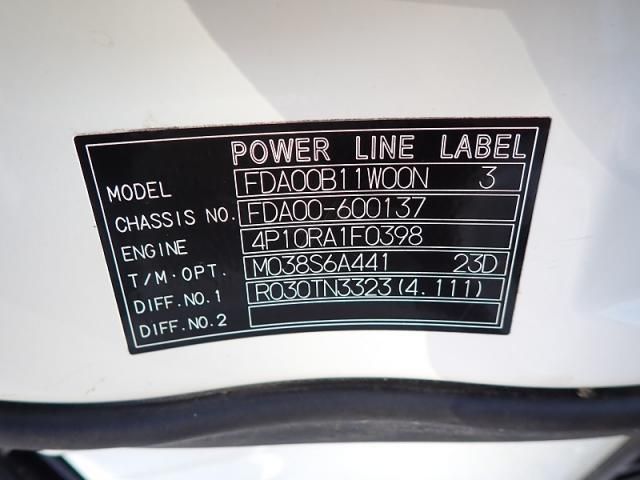 POWER LINE LABEL
MODEL FDA00B11W00N 3
CHASSIS NO. FDA00-600137
ENGINE 4P10RA1F0398
T/M·OPT. M038S6A441 23D
DIFF.NO.1 R030TN3323(4.111)
DIFF.NO.2